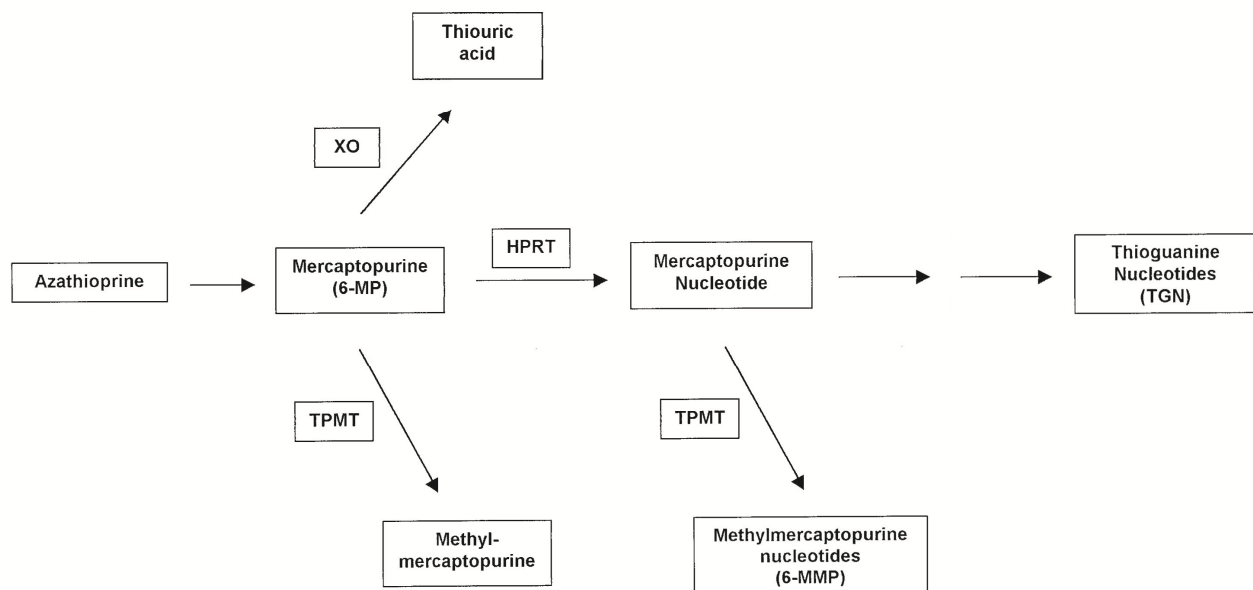 Thiouric
acid
XO
HPRT
Azathioprine
Mercaptopurine
(6-MP)
Mercaptopurine
Nucleotide
Thioguanine
Nucleotides
(TGN)
TPMT
TPMT
Methyl-
mercaptopurine
Methylmercaptopurine
nucleotides
(6-MMP)